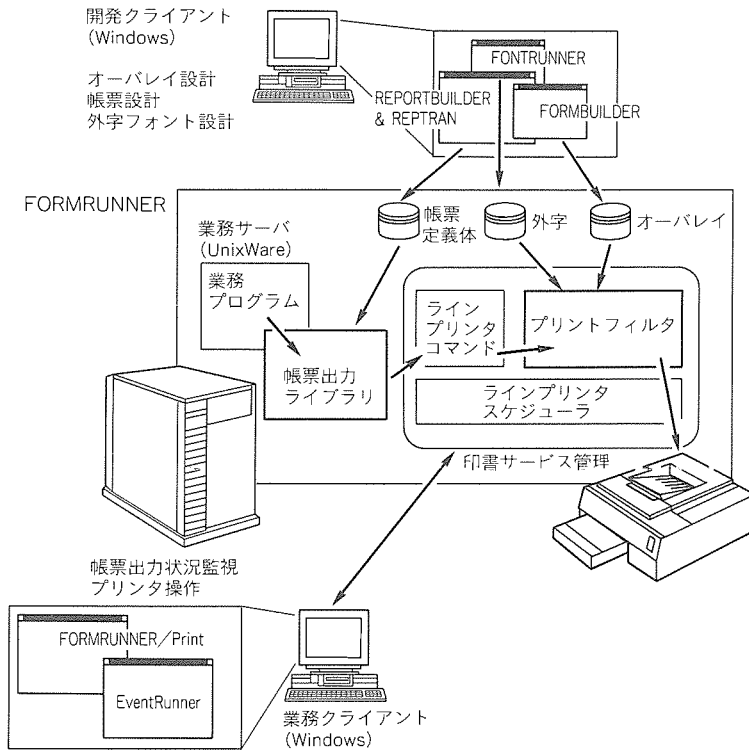 開発クライアント
(Windows)
オーバレイ設計
帳票設計
外字フォント設計
FONTRUNNER
REPORTBUILDER
& REPTRAN
FORMBUILDER
FORMRUNNER
業務サーバ
(UnixWare)
帳票
定義体
外字
オーバレイ
業務
プログラム
ライン
プリンタ
コマンド
プリントフィルタ
帳票出力
ライブラリ
ラインプリンタ
スケジューラ
印書サービス管理
帳票出力状況監視
プリンタ操作
FORMRUNNER/Print
EventRunner
業務クライアント
(Windows)